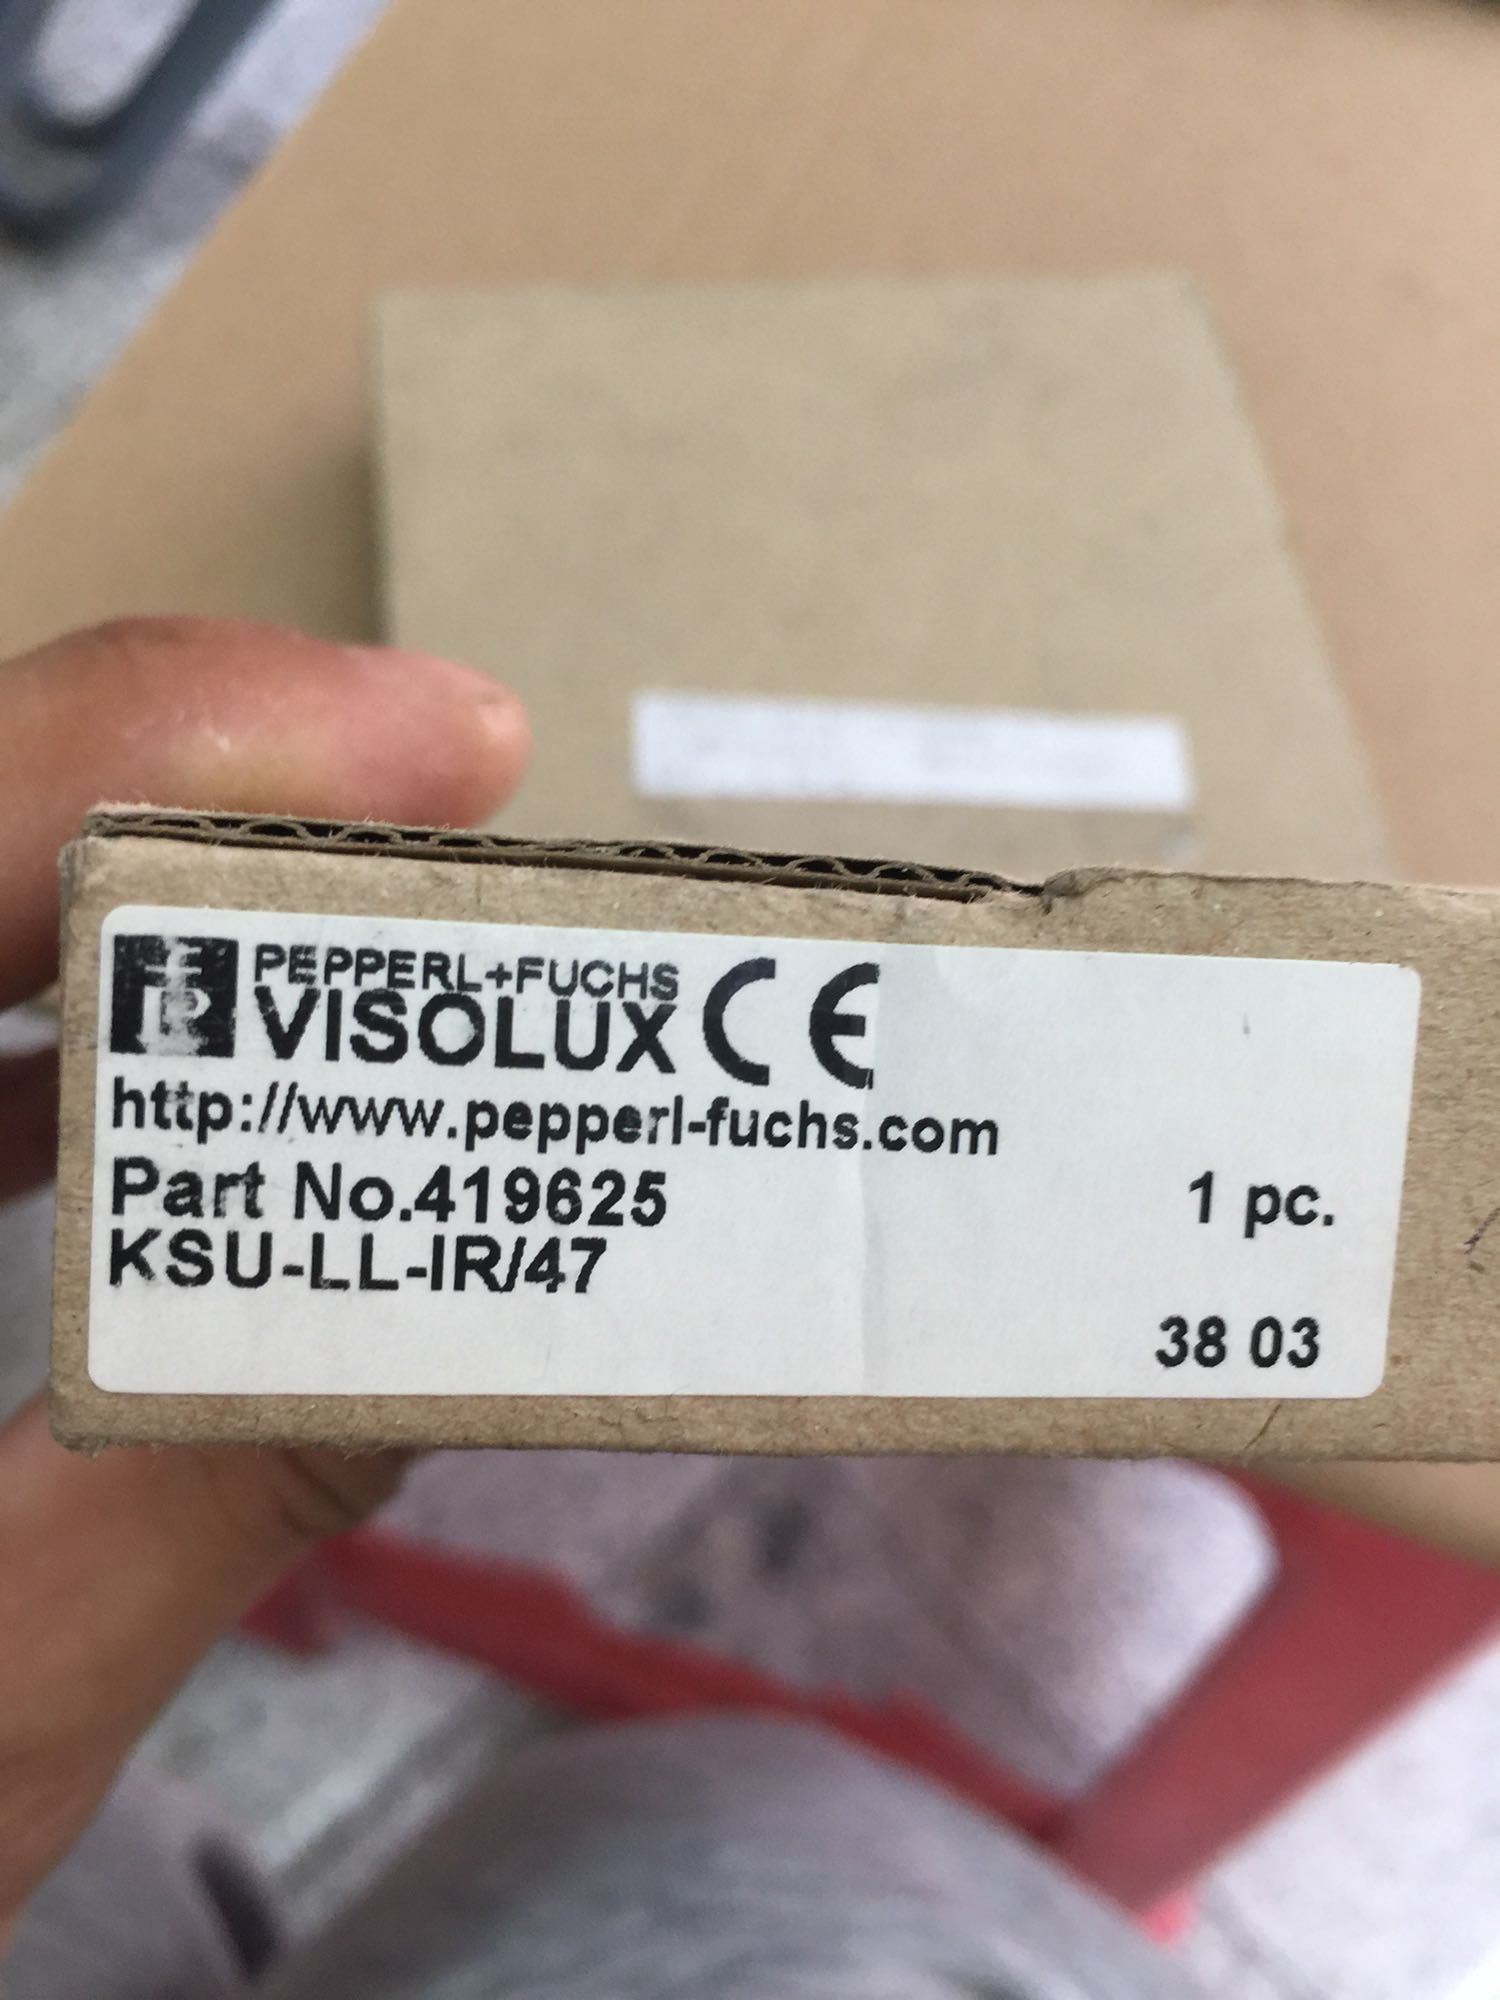 PEPPERL+FUCHS
VISOLUX CE
http://www.pepperl-fuchs.com
Part No.419625 1 pc.
KSU-LL-IR/47
38 03